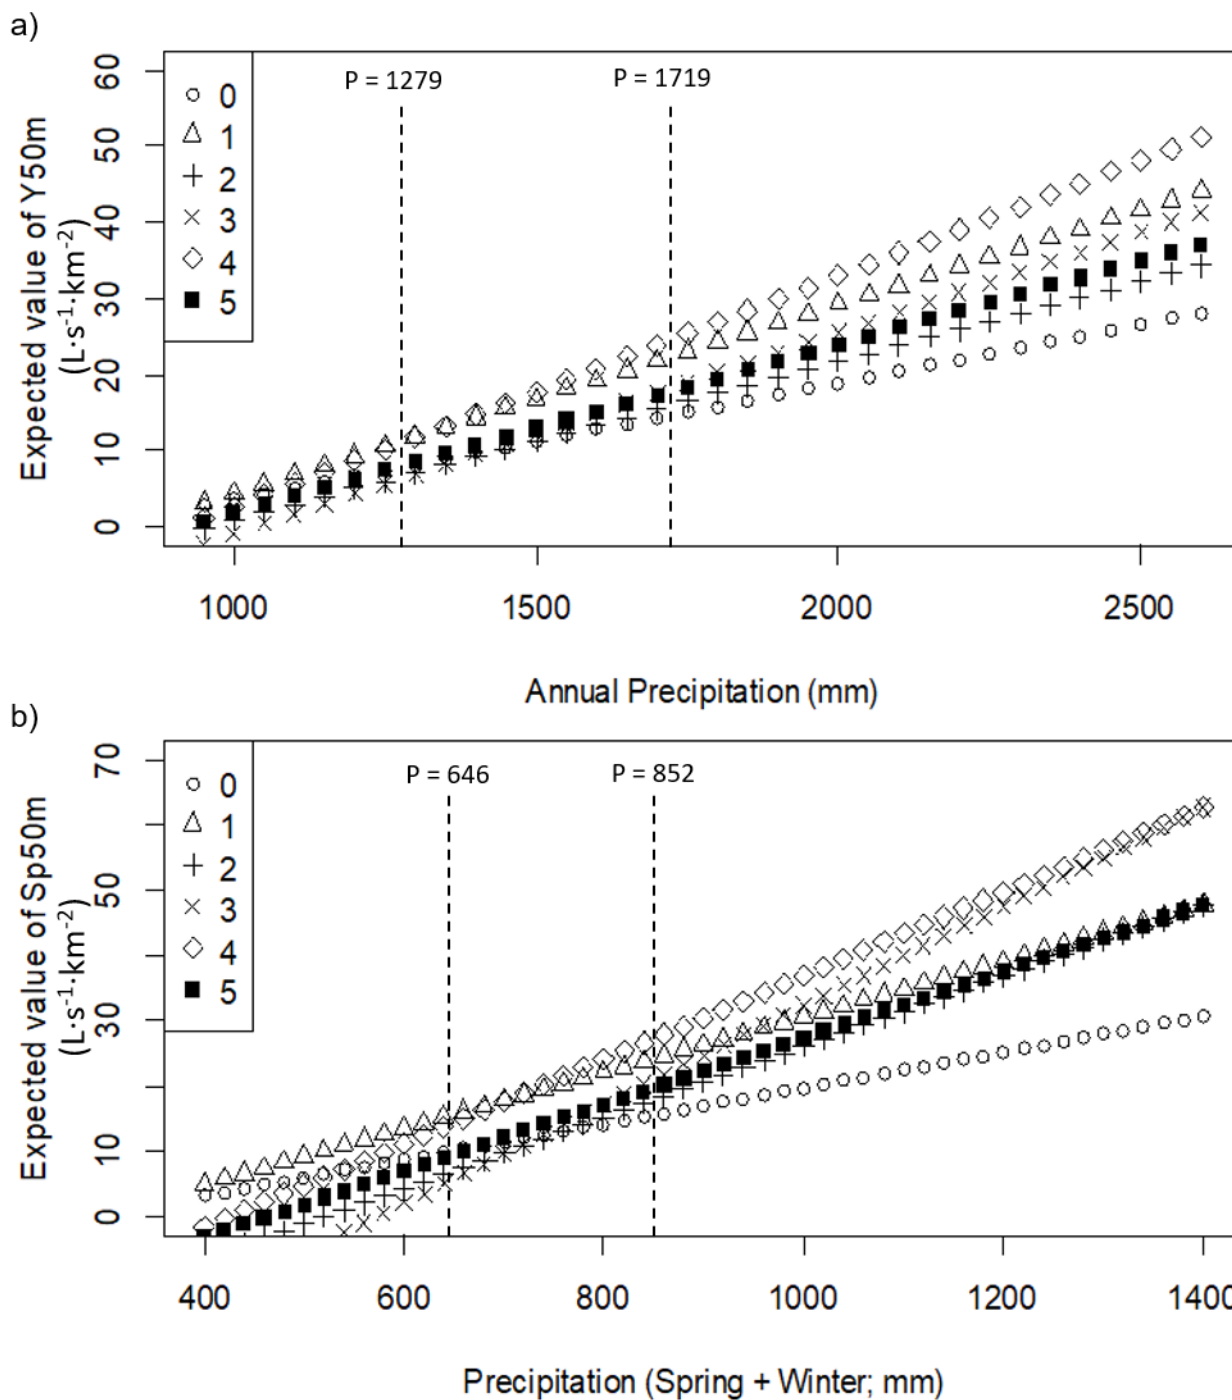 a)
Expected value of Y50m
(L·s⁻¹·km⁻²)
60
50
40
30
20
10
0
0
1
2
3
4
5
P = 1279
P = 1719
1000
1500
2000
2500
Annual Precipitation (mm)
b)
Expected value of Sp50m
(L·s⁻¹·km⁻²)
70
50
30
10
0
0
1
2
3
4
5
P = 646
P = 852
400
600
800
1000
1200
1400
Precipitation (Spring + Winter; mm)